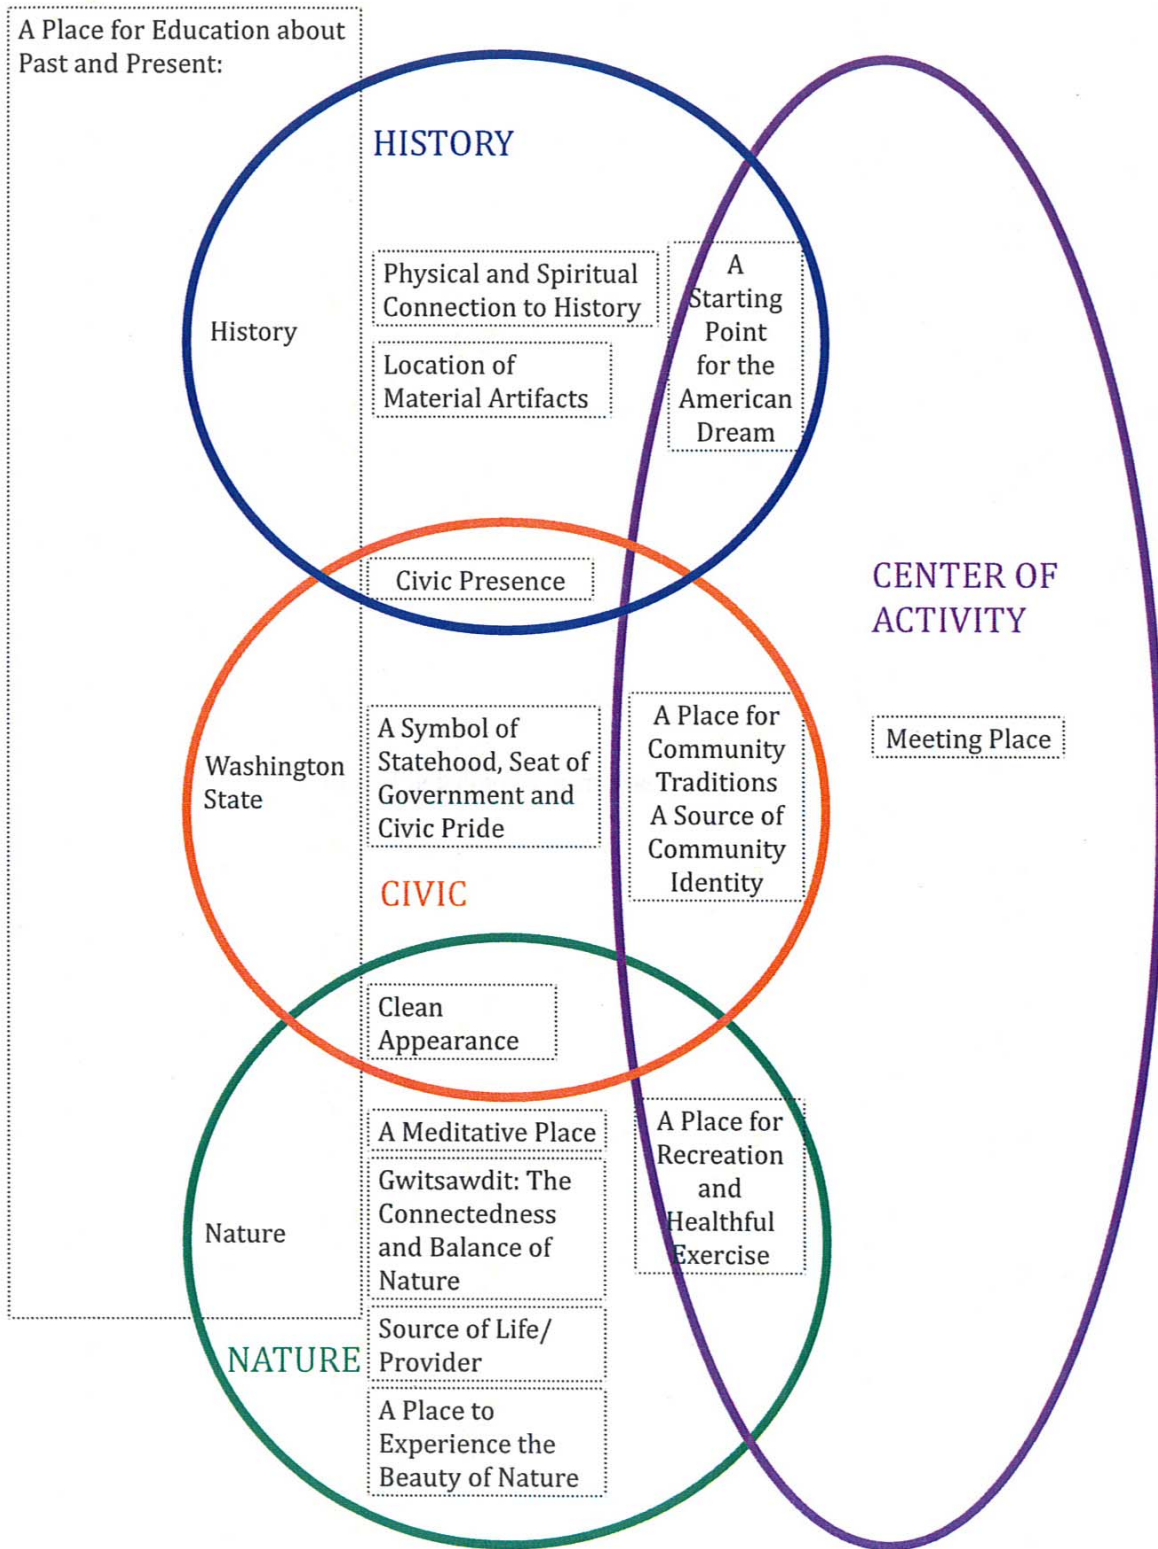 A Place for Education about
Past and Present:
HISTORY
History
Physical and Spiritual
Connection to History
Location of
Material Artifacts
A
Starting
Point
for the
American
Dream
Civic Presence
CENTER OF
ACTIVITY
Meeting Place
Washington
State
A Symbol of
Statehood, Seat of
Government and
Civic Pride
A Place for
Community
Traditions
A Source of
Community
Identity
CIVIC
Clean
Appearance
A Meditative Place
Gwitsawdit: The
Connectedness
and Balance of
Nature
A Place for
Recreation
and
Healthful
Exercise
Nature
NATURE
Source of Life/
Provider
A Place to
Experience the
Beauty of Nature